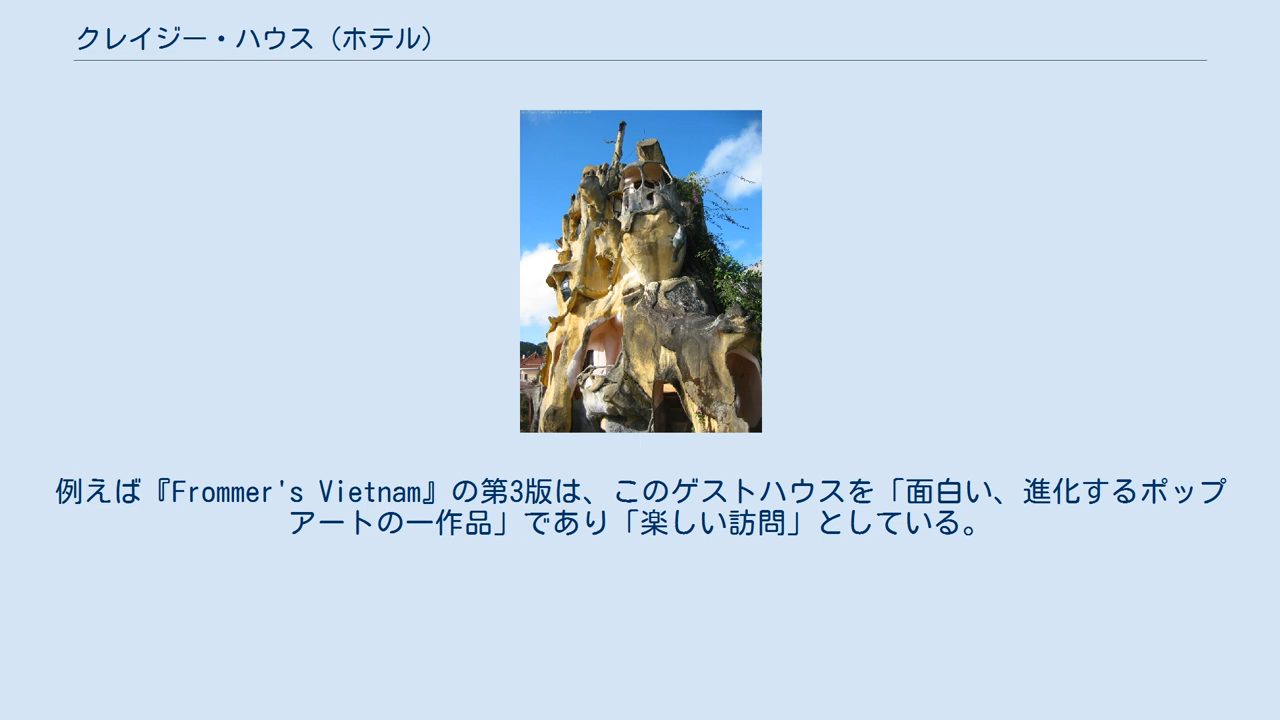 クレイジー・ハウス（ホテル）
例えば『Frommer's Vietnam』の第3版は、このゲストハウスを「面白い、進化するポップ
アートの一作品」であり「楽しい訪問」としている。